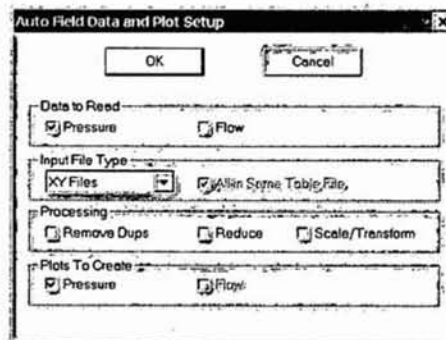 Auto Field Data and Plot Setup
OK Cancel
Data to Read
Pressure Flow
Input File Type
XY Files All in Same Table File
Processing
Remove Dups Reduce Scale/Transform
Plots To Create
Pressure Flow